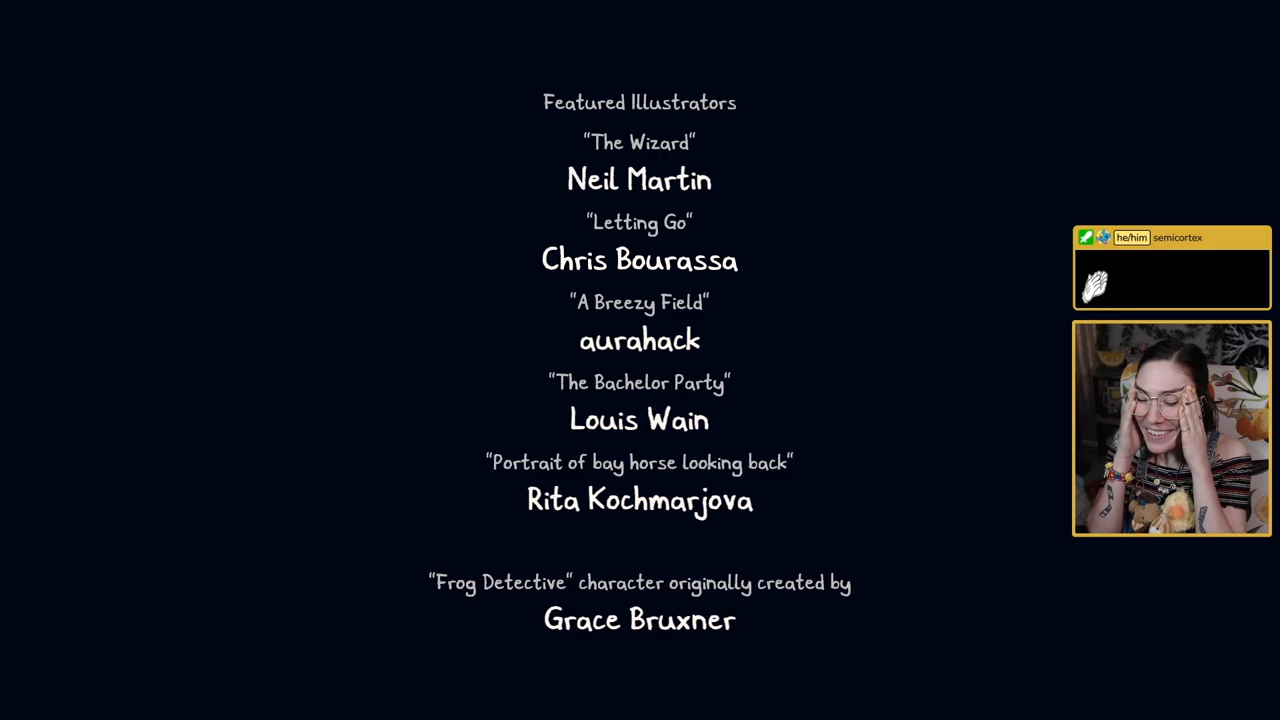 Featured Illustrators
"The Wizard"
Neil Martin
"Letting Go"
Chris Bourassa
"A Breezy Field"
aurahack
"The Bachelor Party"
Louis Wain
"Portrait of bay horse looking back"
Rita Kochmarjova
"Frog Detective" character originally created by
Grace Bruxner
he/him semicortex